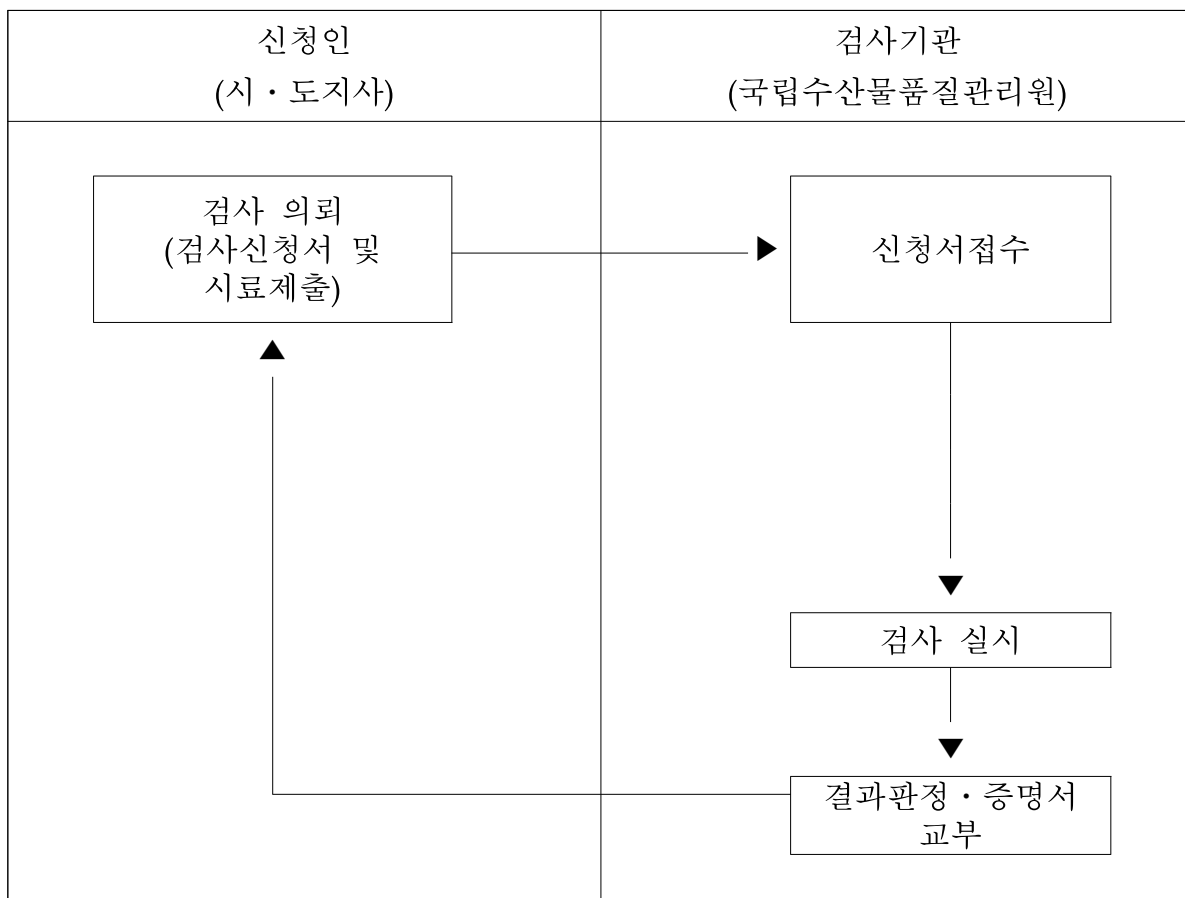 신청인
(시·도지사)
검사기관
(국립수산물품질관리원)
검사 의뢰
(검사신청서 및
시료제출)
신청서접수
검사 실시
결과판정·증명서
교부